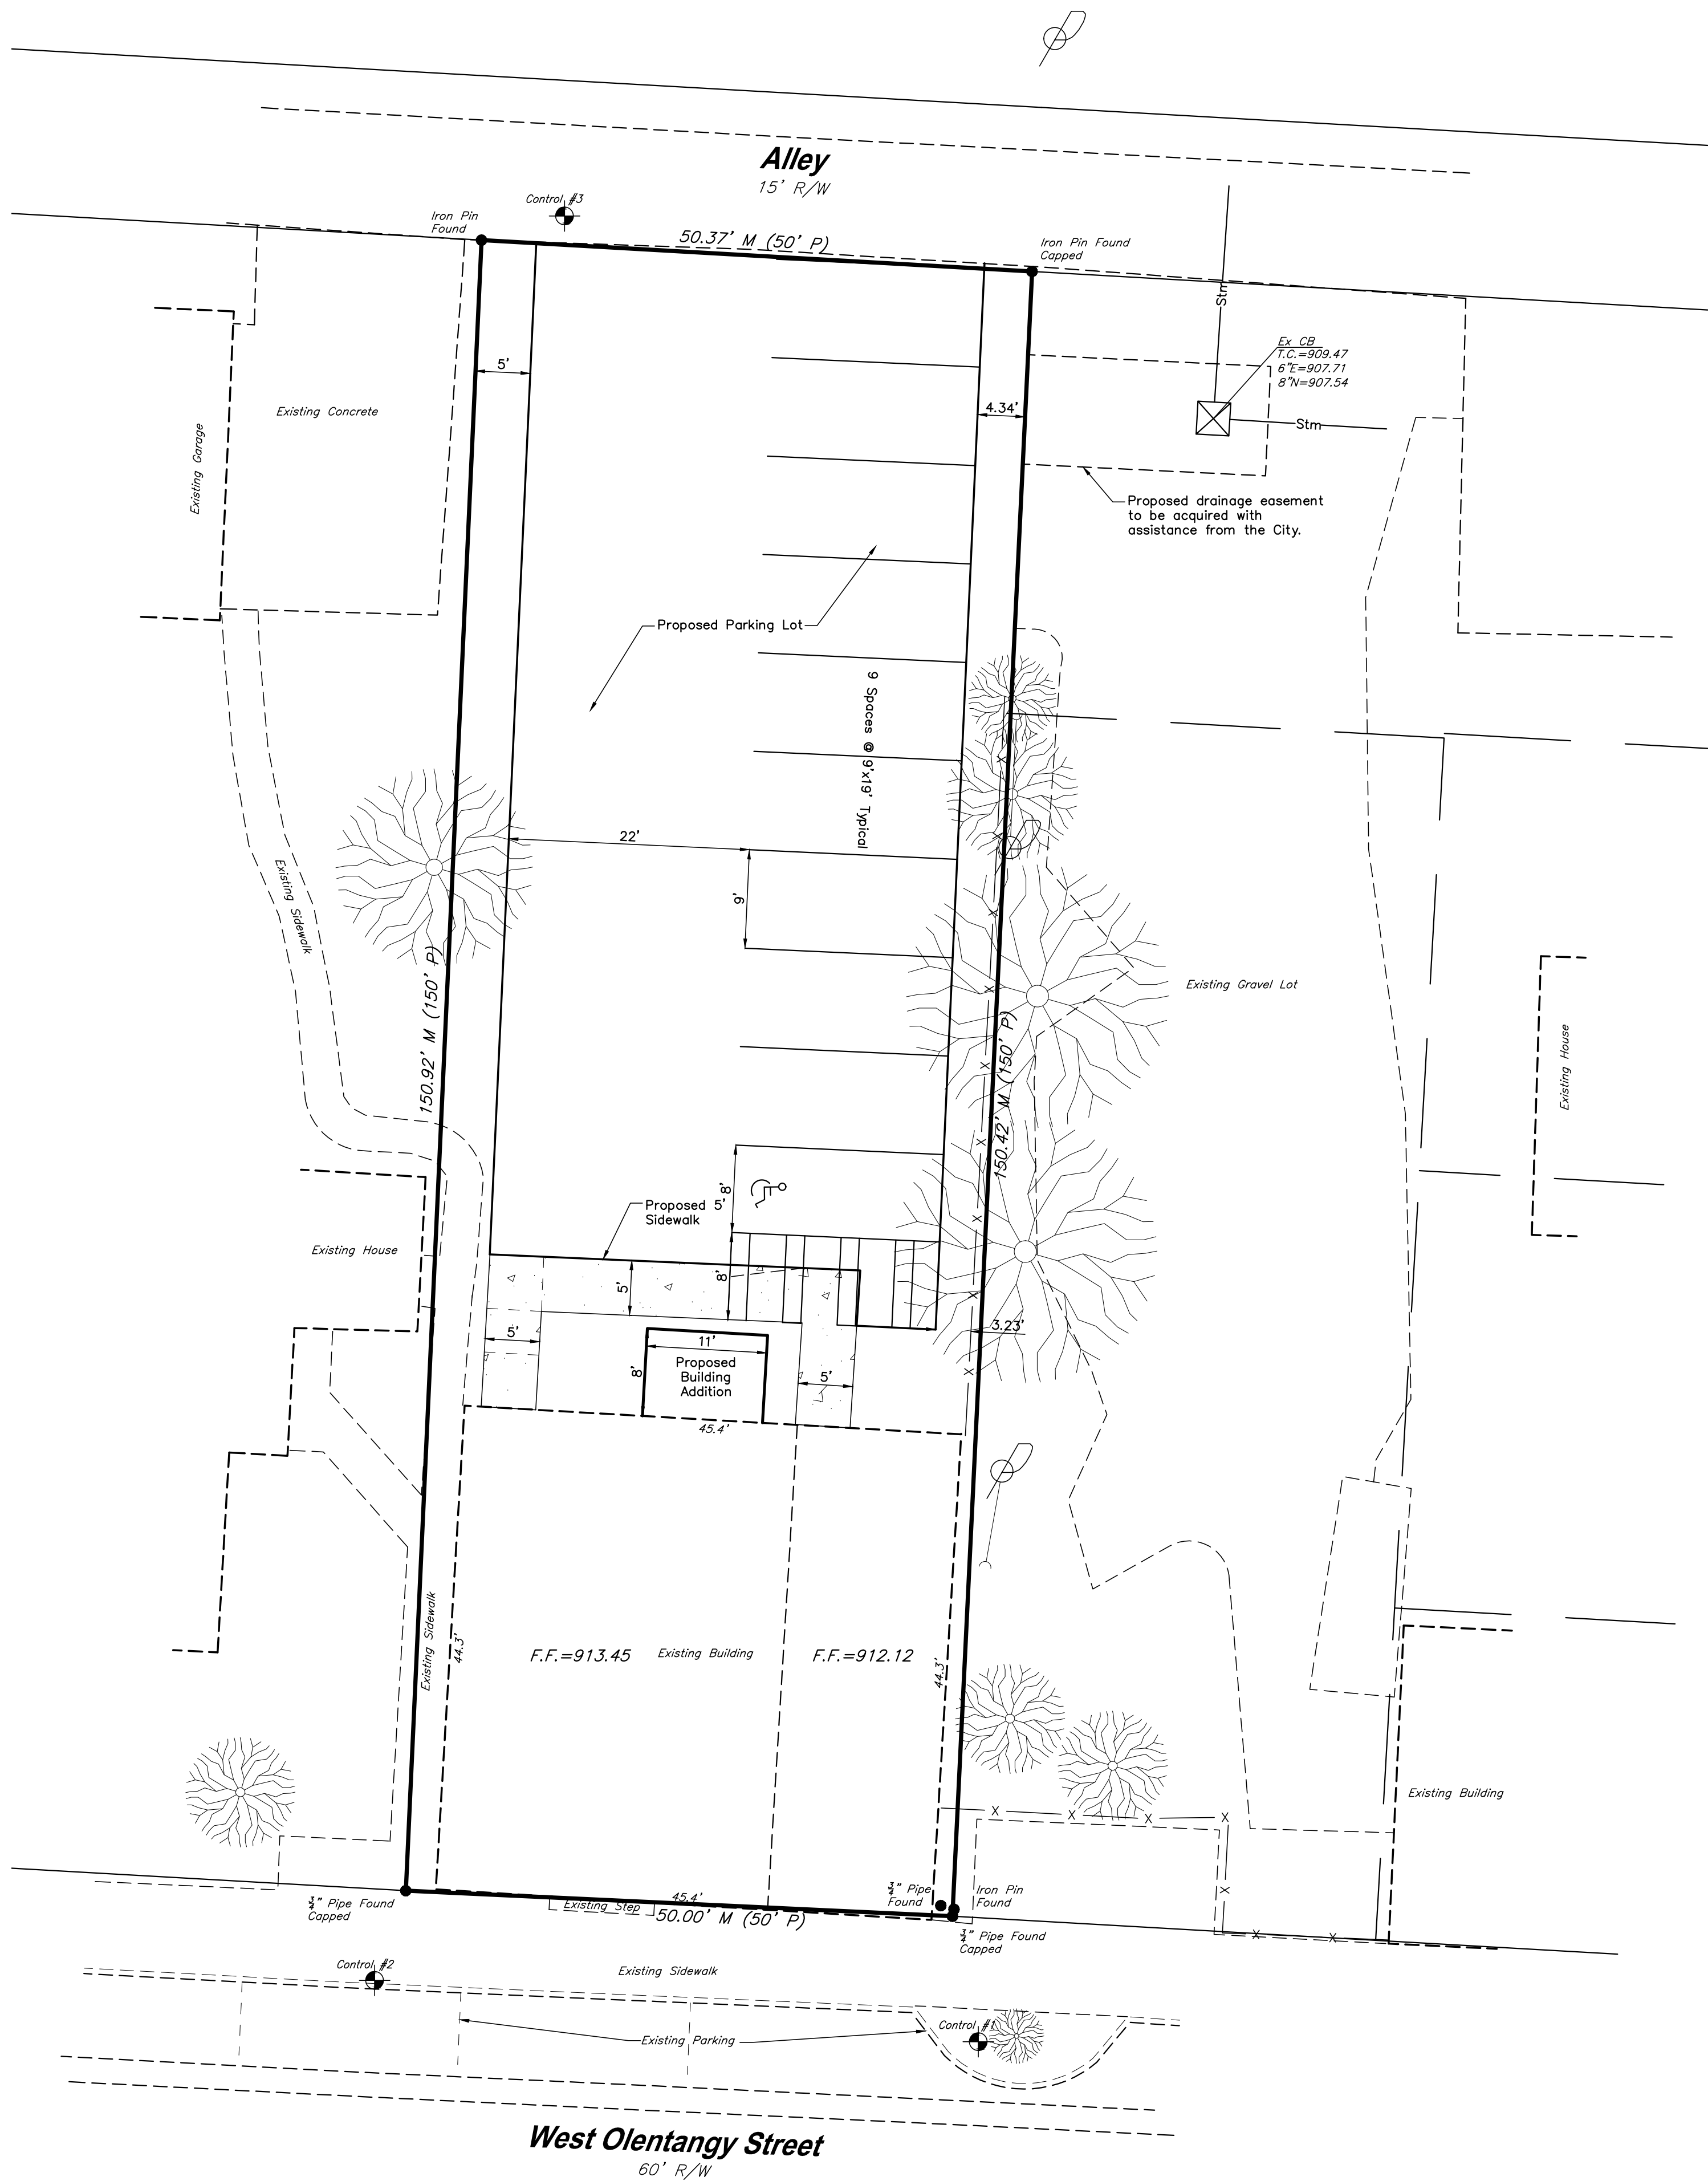 Alley
15' R/W
Control #3
Iron Pin
Found
50.37' M (50' P)
Iron Pin Found
Capped
Stm
Ex CB
T.C.=909.47
6"E=907.71
8"N=907.54
Stm
5'
4.34'
Existing Concrete
Existing Garage
Proposed drainage easement
to be acquired with
assistance from the City.
Proposed Parking Lot
9 Spaces @ 9'x19' Typical
22'
9'
X
X
X
X
X
X
X
X
X
Existing Sidewalk
150.92' M (150' P)
150.42' M (150' P)
Existing Gravel Lot
Existing House
8'
Proposed 5'
Sidewalk
Existing House
8'
5'
5'
3.23'
11'
8'
Proposed
Building
Addition
5'
45.4'
Existing Sidewalk
44.3'
F.F.=913.45
Existing Building
F.F.=912.12
44.3'
Existing Building
X
X
X
X
X
X
X
3/4" Pipe Found
Capped
Existing Step
45.4'
50.00' M (50' P)
3/4" Pipe
Found
Iron Pin
Found
3/4" Pipe Found
Capped
Control #2
Existing Sidewalk
Existing Parking
Control #1
West Olentangy Street
60' R/W